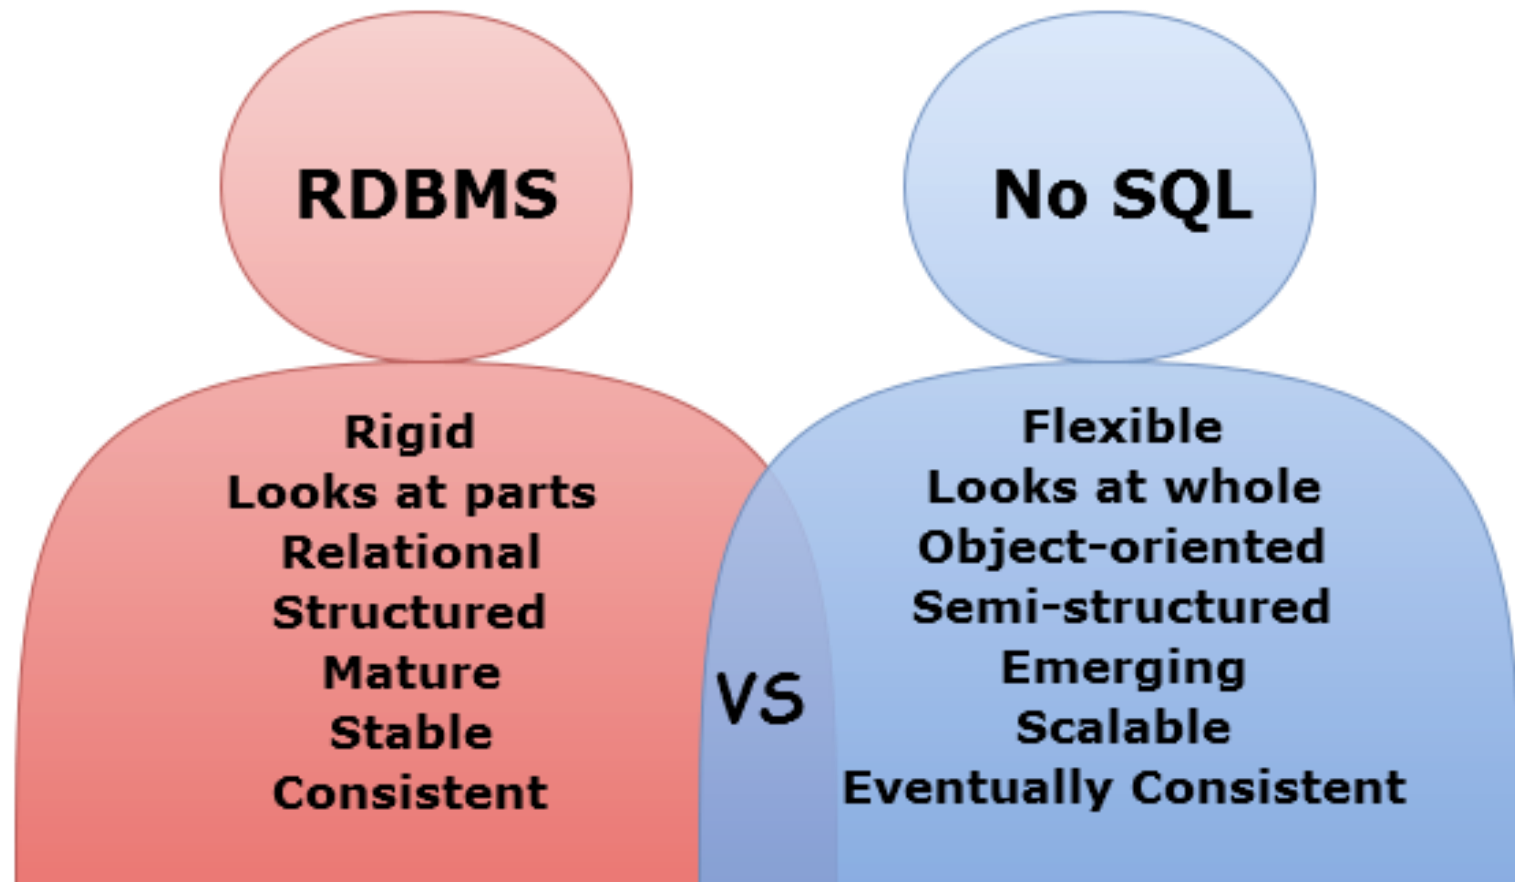 RDBMS
Rigid
Looks at parts
Relational
Structured
Mature
Stable
Consistent
VS
No SQL
Flexible
Looks at whole
Object-oriented
Semi-structured
Emerging
Scalable
Eventually Consistent